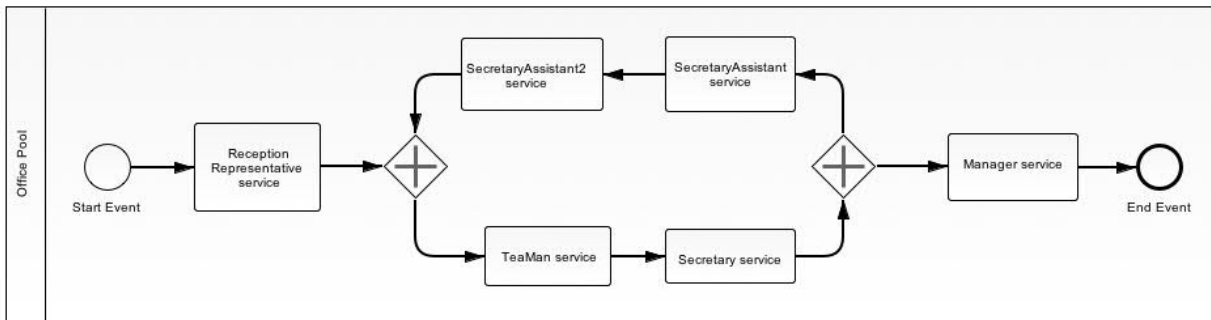 Office Pool
Start Event
Reception
Representative
service
SecretaryAssistant2
service
SecretaryAssistant
service
TeaMan service
Secretary service
Manager service
End Event